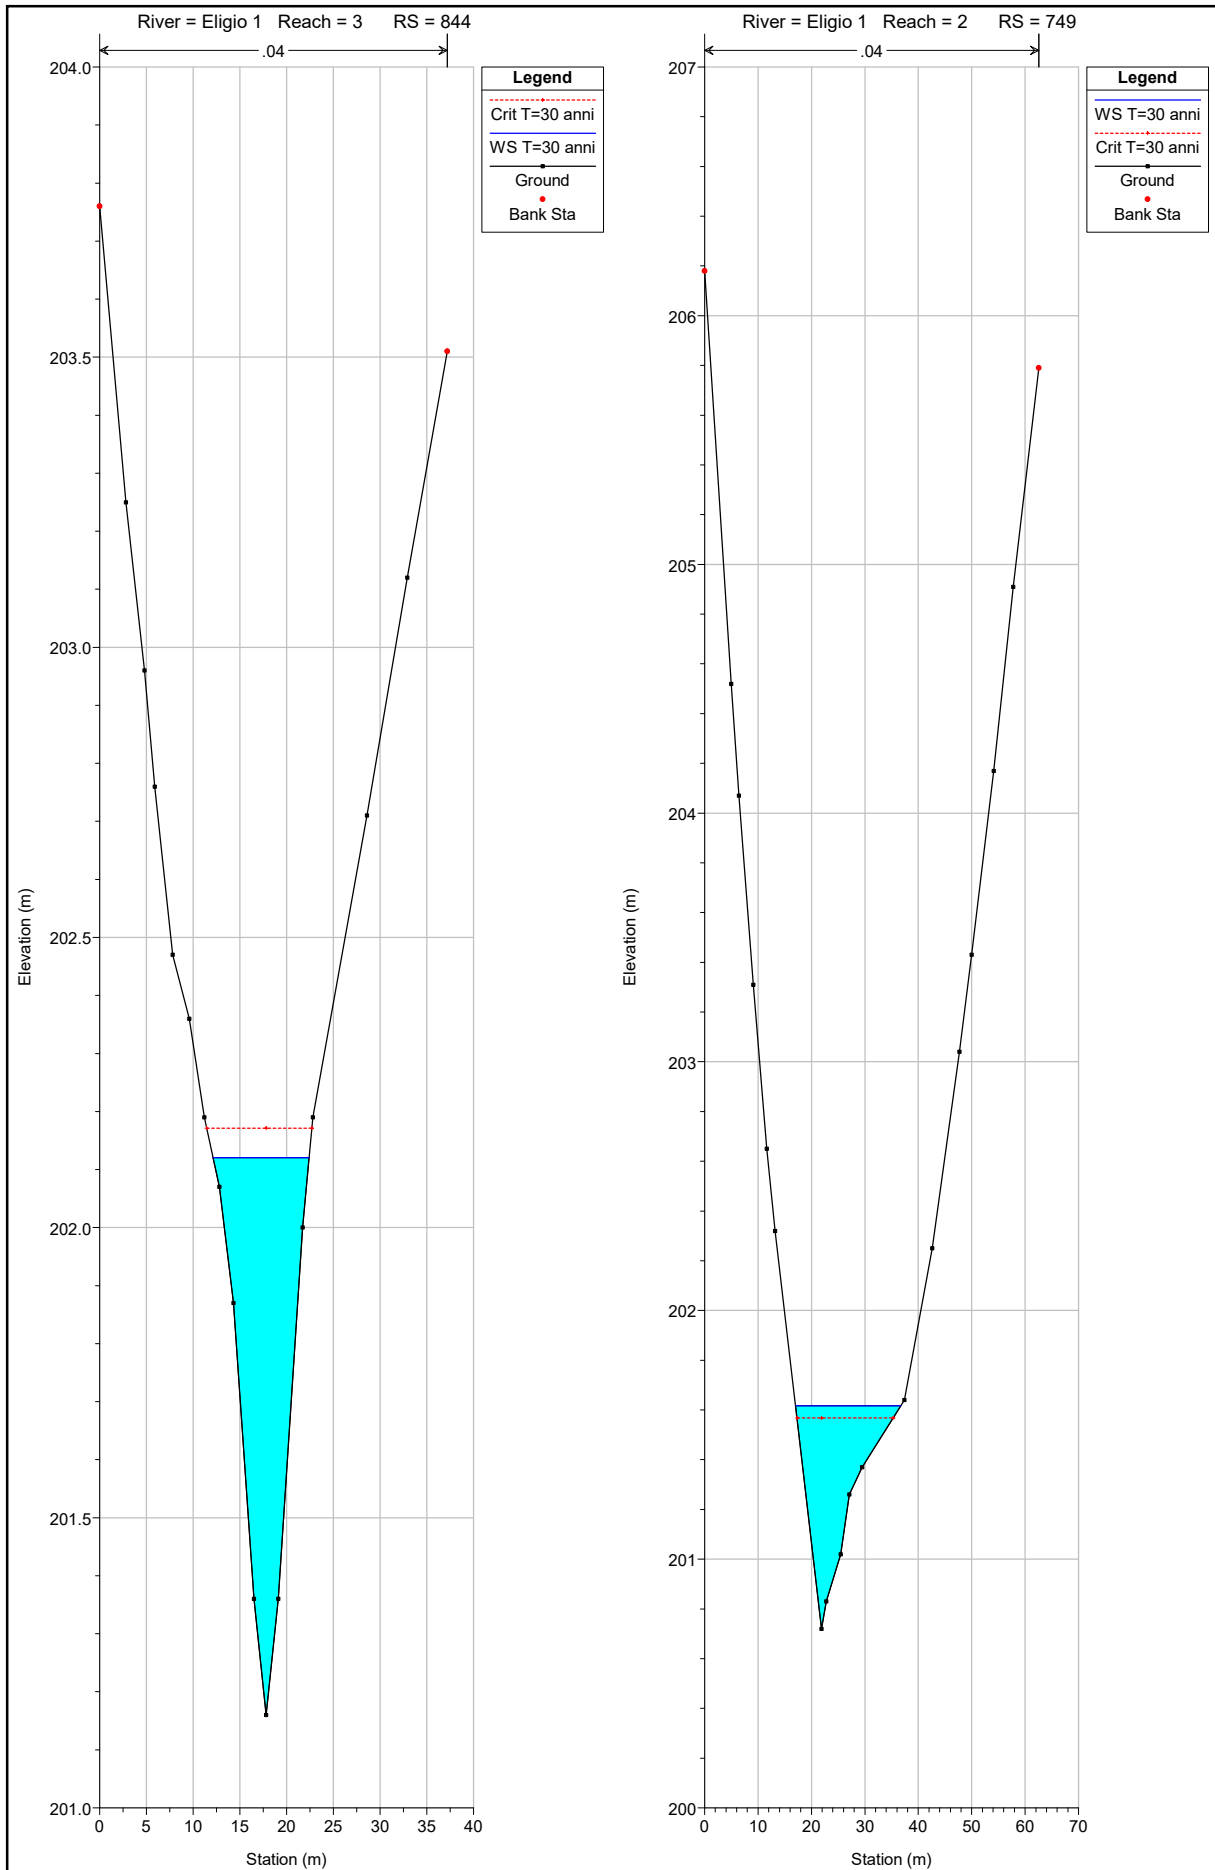 River = Eligio 1 Reach = 3 RS = 844
.04
204.0
203.5
203.0
202.5
202.0
201.5
201.0
Elevation (m)
0 5 10 15 20 25 30 35 40
Station (m)
Legend
Crit T=30 anni
WS T=30 anni
Ground
Bank Sta
River = Eligio 1 Reach = 2 RS = 749
.04
207
206
205
204
203
202
201
200
Elevation (m)
0 10 20 30 40 50 60 70
Station (m)
Legend
WS T=30 anni
Crit T=30 anni
Ground
Bank Sta